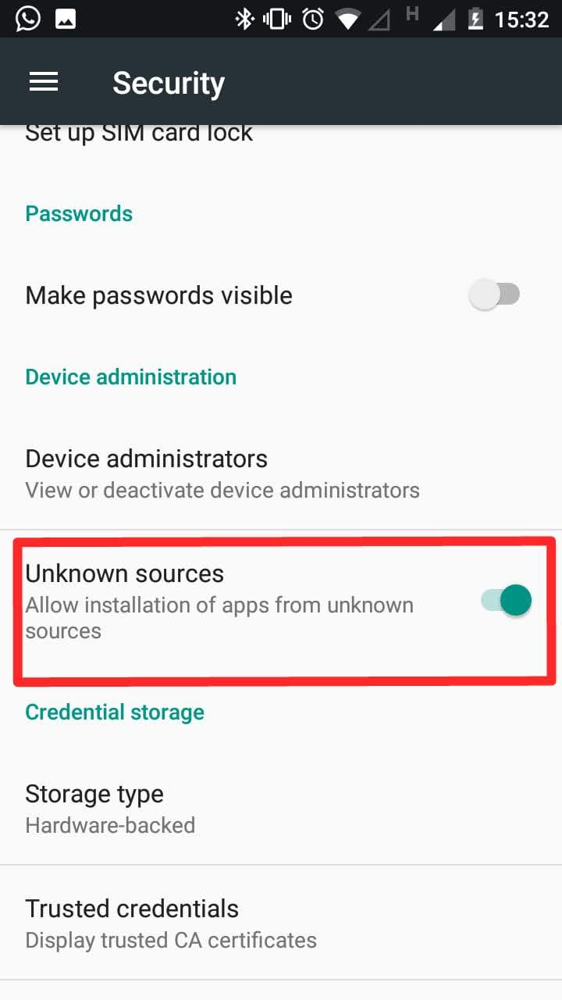 H
15:32
Security
Set up SIM card lock
Passwords
Make passwords visible
Device administration
Device administrators
View or deactivate device administrators
Unknown sources
Allow installation of apps from unknown
sources
Credential storage
Storage type
Hardware-backed
Trusted credentials
Display trusted CA certificates